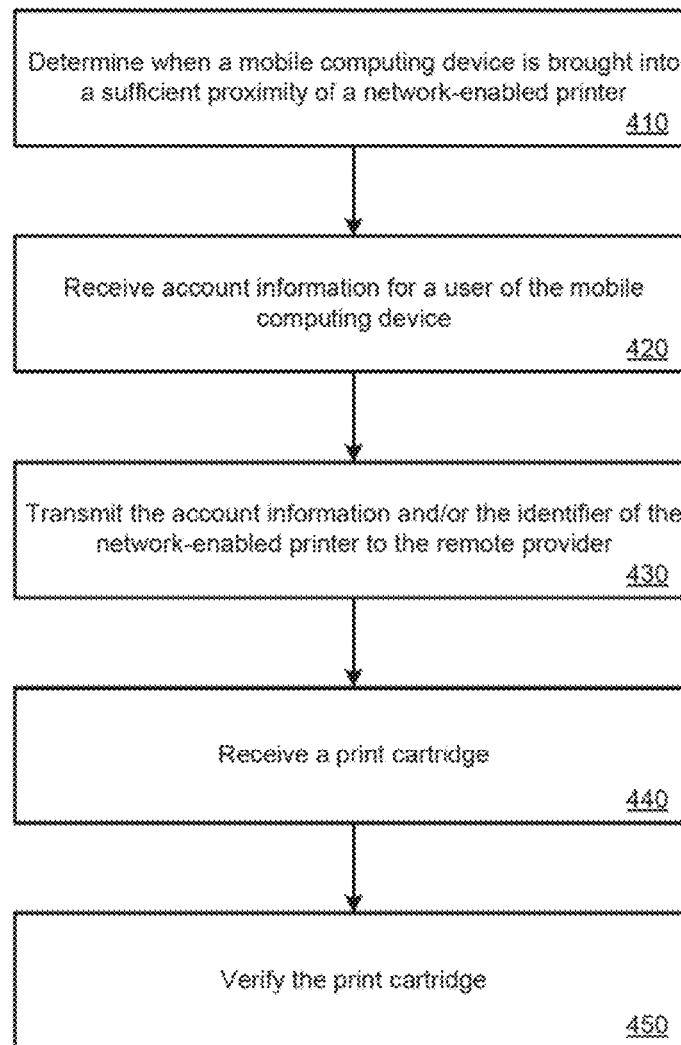 Determine when a mobile computing device is brought into
a sufficient proximity of a network-enabled printer
410
Receive account information for a user of the mobile
computing device
420
Transmit the account information and/or the identifier of the
network-enabled printer to the remote provider
430
Receive a print cartridge
440
Verify the print cartridge
450